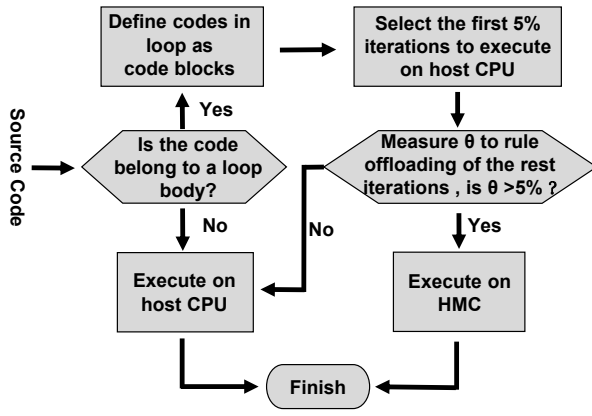 Define codes in
loop as
code blocks
Select the first 5%
iterations to execute
on host CPU
Yes
Source Code
Is the code
belong to a loop
body?
Measure θ to rule
offloading of the rest
iterations , is θ >5% ?
No
No
Yes
Execute on
host CPU
Execute on
HMC
Finish